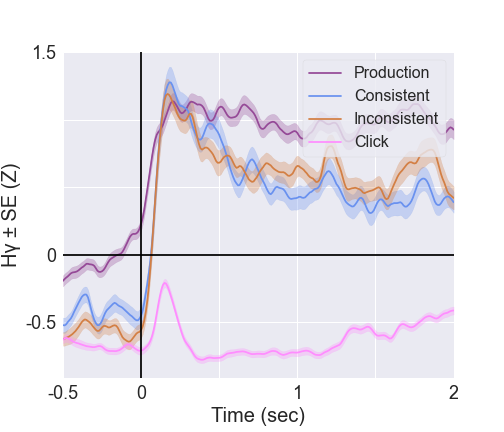 1.5
Production
Consistent
Inconsistent
Click
Hγ ± SE (Z)
0
-0.5
-0.5 0 1 2
Time (sec)